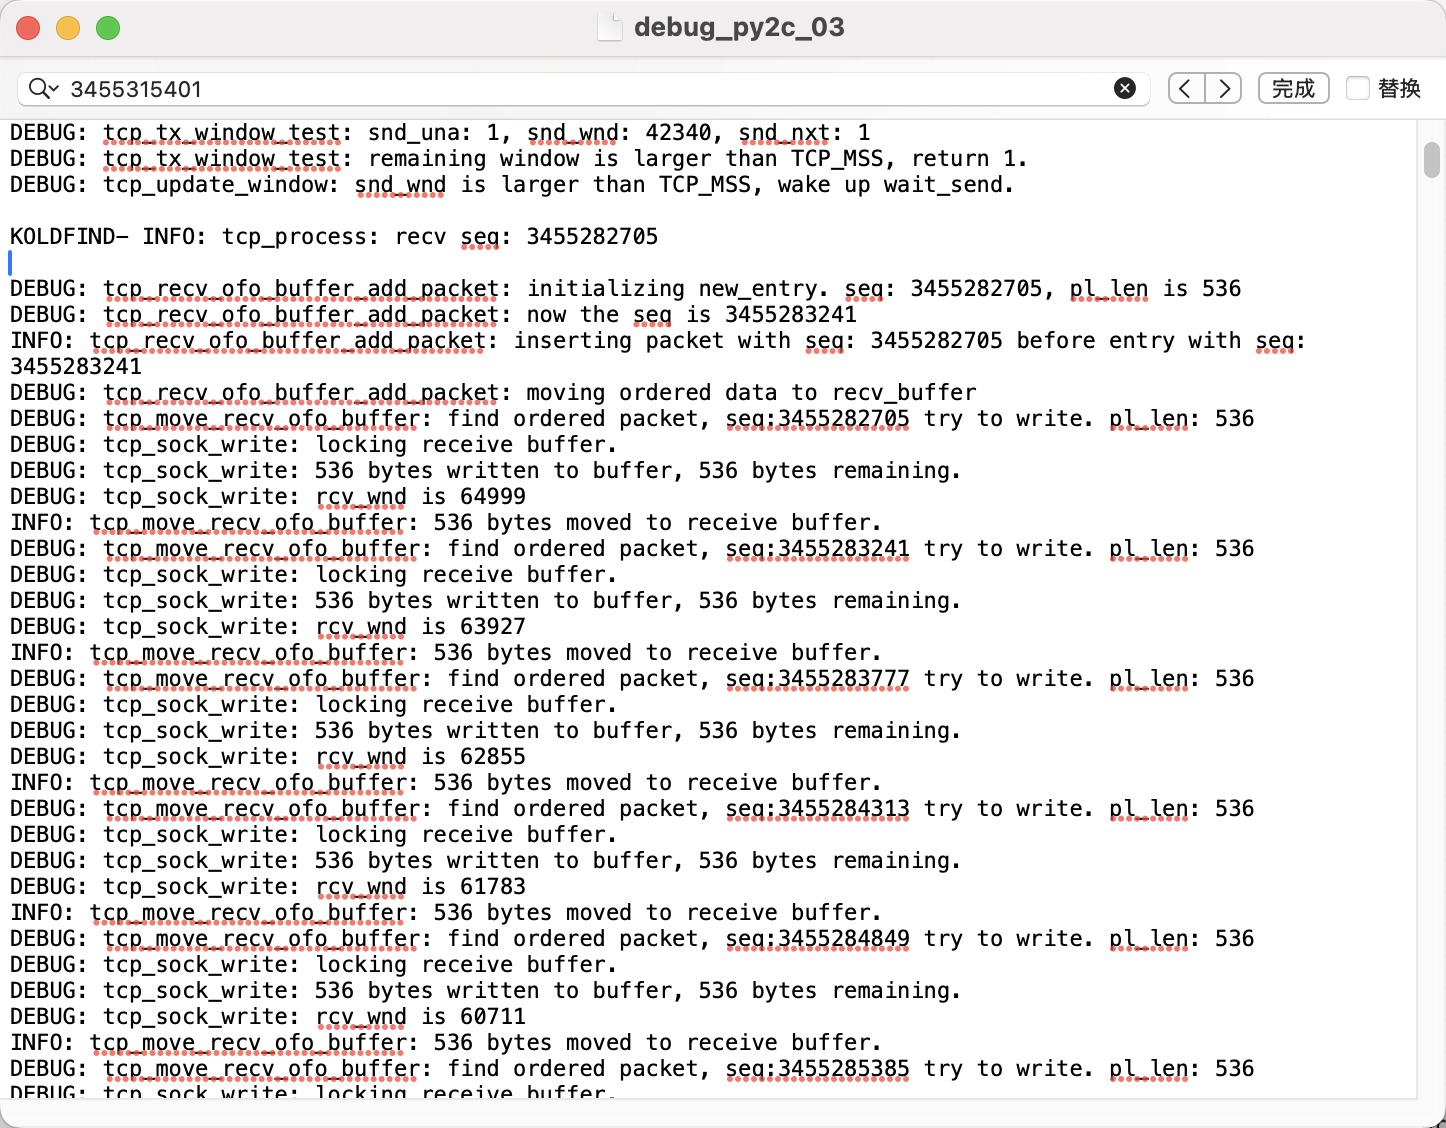 debug_py2c_03
3455315401
完成
替换
DEBUG: tcp_tx_window_test: snd_una: 1, snd_wnd: 42340, snd_nxt: 1
DEBUG: tcp_tx_window_test: remaining window is larger than TCP_MSS, return 1.
DEBUG: tcp_update_window: snd_wnd is larger than TCP_MSS, wake up wait_send.
KOLDFIND- INFO: tcp_process: recv seq: 3455282705
DEBUG: tcp_recv_ofo_buffer_add_packet: initializing new_entry. seq: 3455282705, pl_len is 536
DEBUG: tcp_recv_ofo_buffer_add_packet: now the seq is 3455283241
INFO: tcp_recv_ofo_buffer_add_packet: inserting packet with seq: 3455282705 before entry with seq:
3455283241
DEBUG: tcp_recv_ofo_buffer_add_packet: moving ordered data to recv_buffer
DEBUG: tcp_move_recv_ofo_buffer: find ordered packet, seq:3455282705 try to write. pl_len: 536
DEBUG: tcp_sock_write: locking receive buffer.
DEBUG: tcp_sock_write: 536 bytes written to buffer, 536 bytes remaining.
DEBUG: tcp_sock_write: rcv_wnd is 64999
INFO: tcp_move_recv_ofo_buffer: 536 bytes moved to receive buffer.
DEBUG: tcp_move_recv_ofo_buffer: find ordered packet, seq:3455283241 try to write. pl_len: 536
DEBUG: tcp_sock_write: locking receive buffer.
DEBUG: tcp_sock_write: 536 bytes written to buffer, 536 bytes remaining.
DEBUG: tcp_sock_write: rcv_wnd is 63927
INFO: tcp_move_recv_ofo_buffer: 536 bytes moved to receive buffer.
DEBUG: tcp_move_recv_ofo_buffer: find ordered packet, seq:3455283777 try to write. pl_len: 536
DEBUG: tcp_sock_write: locking receive buffer.
DEBUG: tcp_sock_write: 536 bytes written to buffer, 536 bytes remaining.
DEBUG: tcp_sock_write: rcv_wnd is 62855
INFO: tcp_move_recv_ofo_buffer: 536 bytes moved to receive buffer.
DEBUG: tcp_move_recv_ofo_buffer: find ordered packet, seq:3455284313 try to write. pl_len: 536
DEBUG: tcp_sock_write: locking receive buffer.
DEBUG: tcp_sock_write: 536 bytes written to buffer, 536 bytes remaining.
DEBUG: tcp_sock_write: rcv_wnd is 61783
INFO: tcp_move_recv_ofo_buffer: 536 bytes moved to receive buffer.
DEBUG: tcp_move_recv_ofo_buffer: find ordered packet, seq:3455284849 try to write. pl_len: 536
DEBUG: tcp_sock_write: locking receive buffer.
DEBUG: tcp_sock_write: 536 bytes written to buffer, 536 bytes remaining.
DEBUG: tcp_sock_write: rcv_wnd is 60711
INFO: tcp_move_recv_ofo_buffer: 536 bytes moved to receive buffer.
DEBUG: tcp_move_recv_ofo_buffer: find ordered packet, seq:3455285385 try to write. pl_len: 536
DEBUG: tcp_sock_write: locking receive buffer.